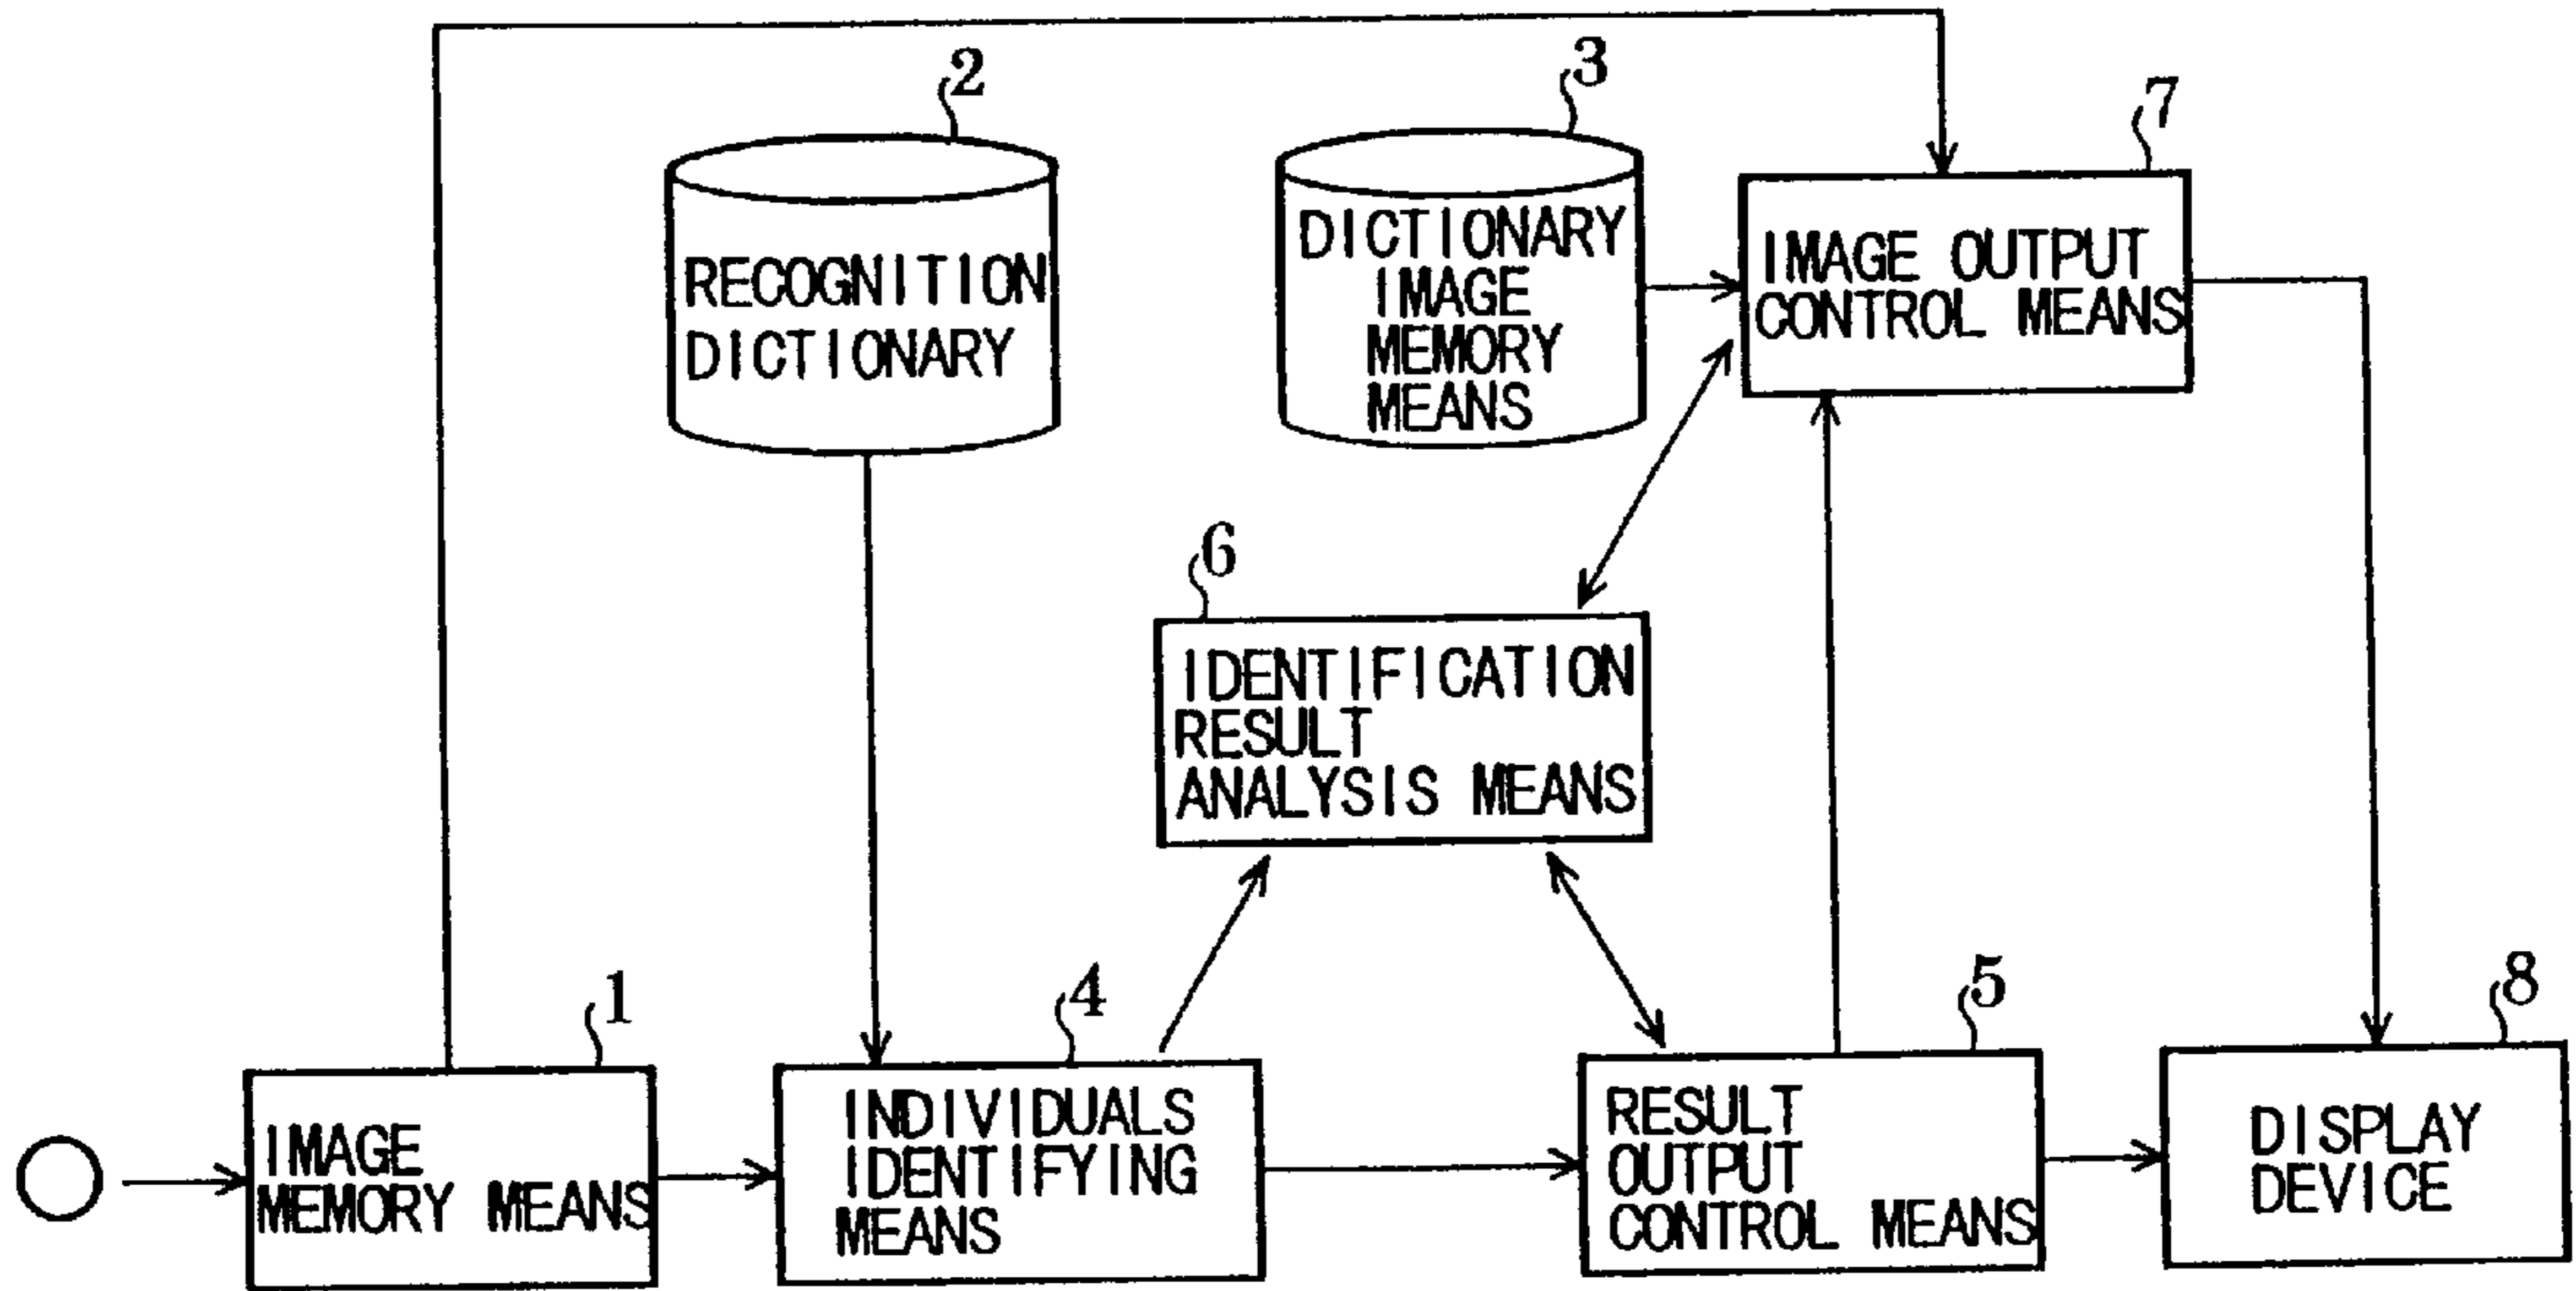 2
RECOGNITION
DICTIONARY
3
DICTIONARY
IMAGE
MEMORY
MEANS
7
IMAGE OUTPUT
CONTROL MEANS
6
IDENTIFICATION
RESULT
ANALYSIS MEANS
1
IMAGE
MEMORY MEANS
4
INDIVIDUALS
IDENTIFYING
MEANS
5
RESULT
OUTPUT
CONTROL MEANS
8
DISPLAY
DEVICE